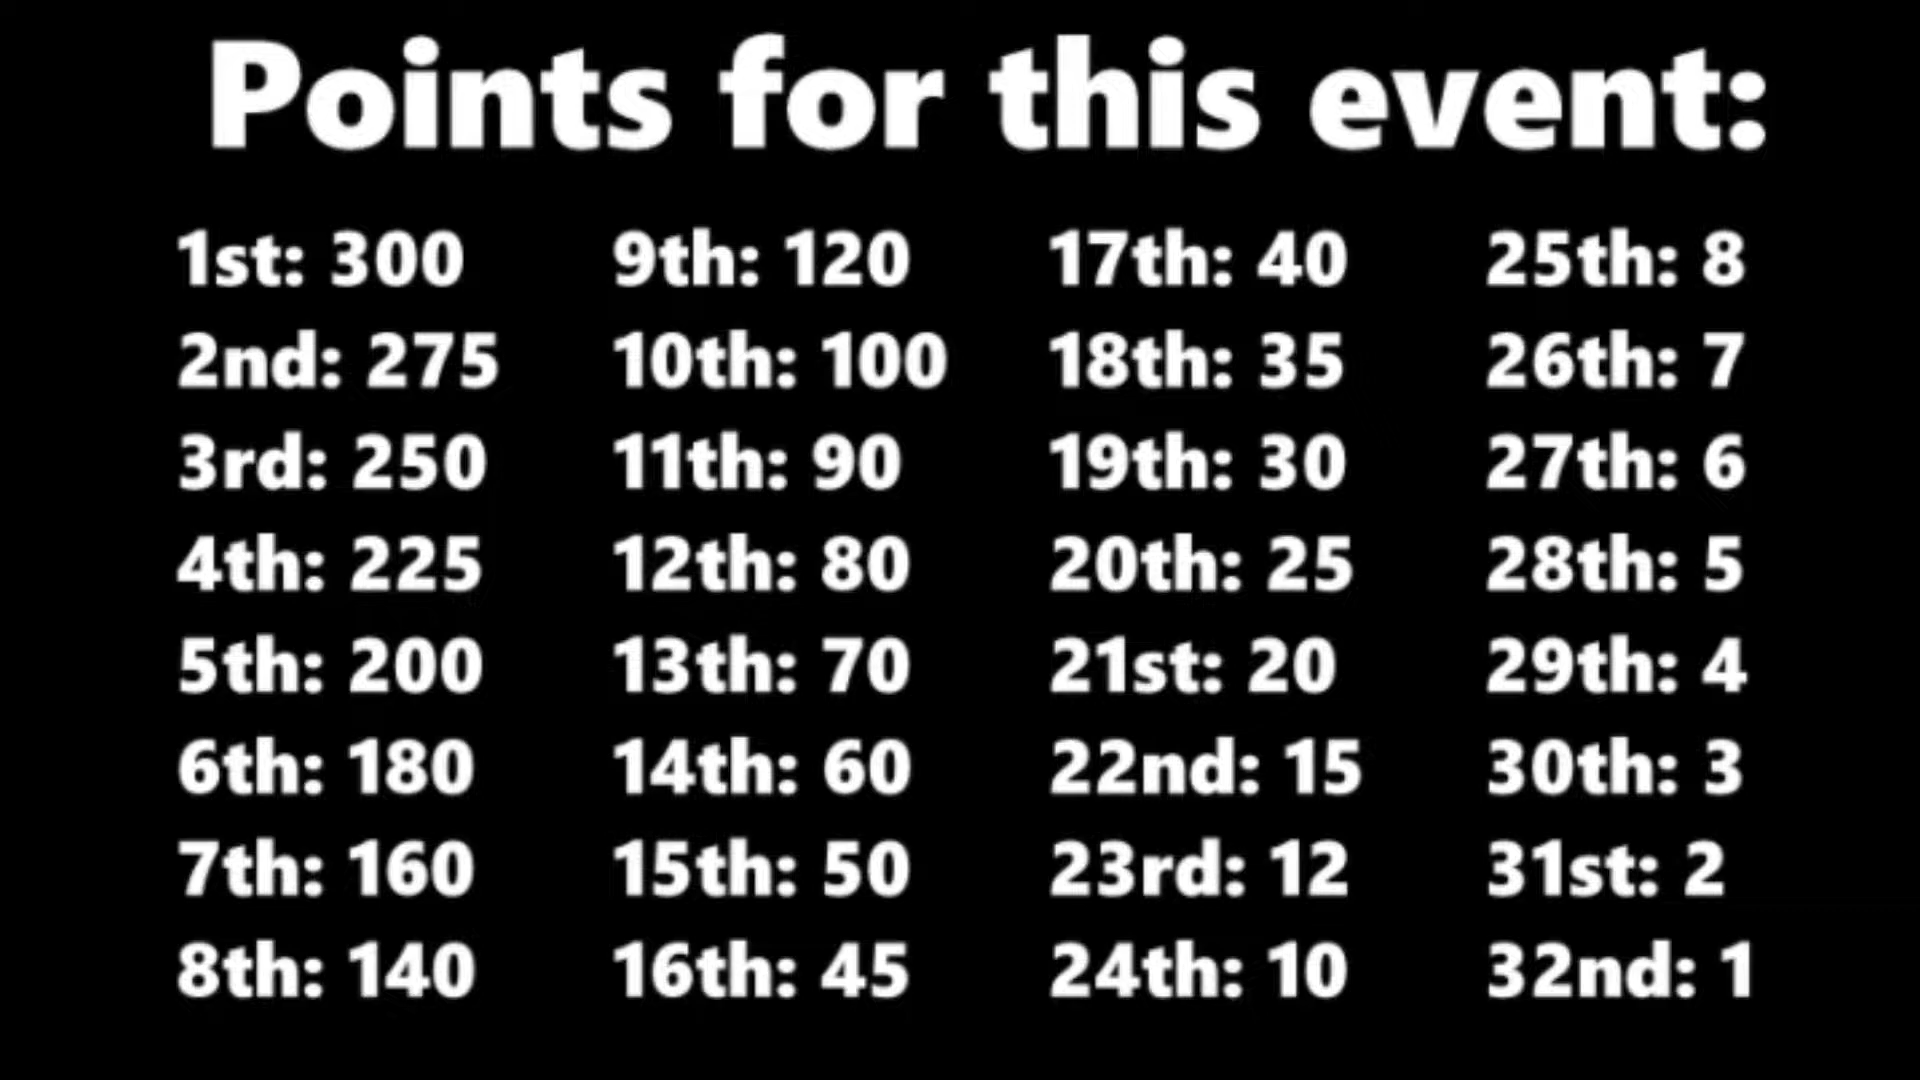 Points for this event:
1st: 300
2nd: 275
3rd: 250
4th: 225
5th: 200
6th: 180
7th: 160
8th: 140
9th: 120
10th: 100
11th: 90
12th: 80
13th: 70
14th: 60
15th: 50
16th: 45
17th: 40
18th: 35
19th: 30
20th: 25
21st: 20
22nd: 15
23rd: 12
24th: 10
25th: 8
26th: 7
27th: 6
28th: 5
29th: 4
30th: 3
31st: 2
32nd: 1